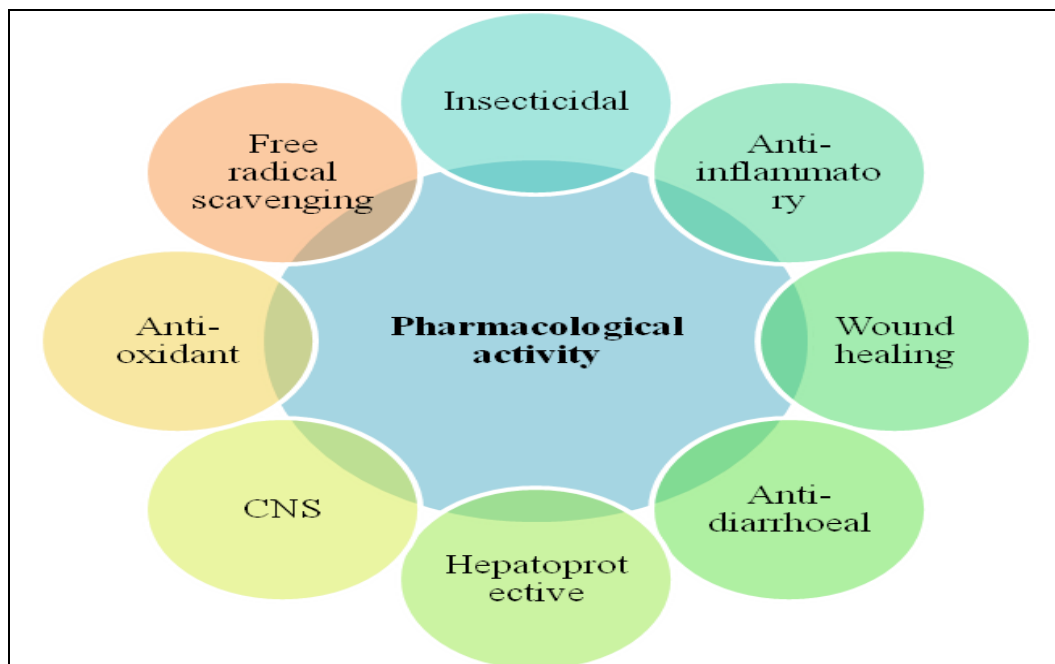 Insecticidal
Anti-
inflammato
ry
Wound
healing
Anti-
diarrhoeal
Hepatoprot
ective
CNS
Anti-
oxidant
Free
radical
scavenging
Pharmacological
activity